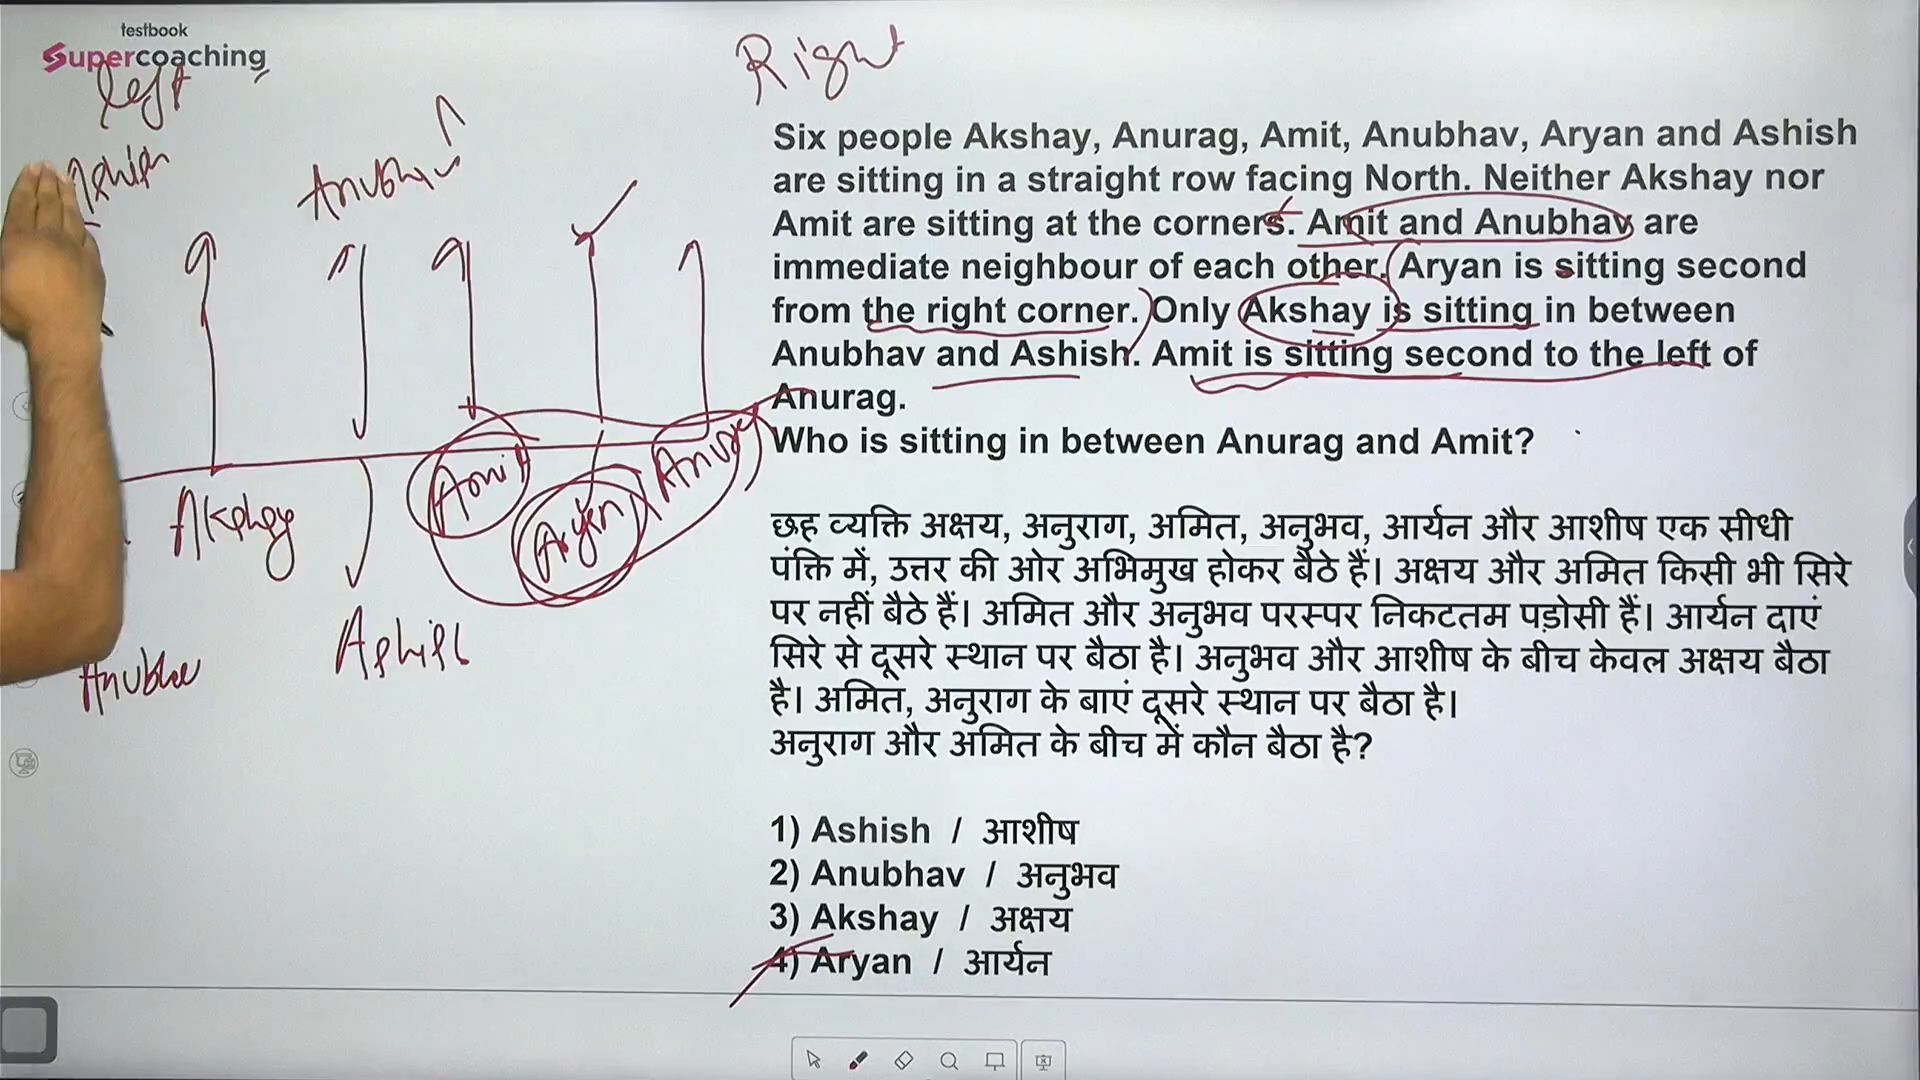 testbook
Supercoaching
left
Right
Ashish
Anubhav
Six people Akshay, Anurag, Amit, Anubhav, Aryan and Ashish
are sitting in a straight row facing North. Neither Akshay nor
Amit are sitting at the corners. Amit and Anubhav are
immediate neighbour of each other. Aryan is sitting second
from the right corner. Only Akshay is sitting in between
Anubhav and Ashish. Amit is sitting second to the left of
Anurag.
Who is sitting in between Anurag and Amit?
Akshay
Amit
Aryan
Ashish
छह व्यक्ति अक्षय, अनुराग, अमित, अनुभव, आर्यन और आशीष एक सीधी
पंक्ति में, उत्तर की ओर अभिमुख होकर बैठे हैं। अक्षय और अमित किसी भी सिरे
पर नहीं बैठे हैं। अमित और अनुभव परस्पर निकटतम पड़ोसी हैं। आर्यन दाएं
सिरे से दूसरे स्थान पर बैठा है। अनुभव और आशीष के बीच केवल अक्षय बैठा
है। अमित, अनुराग के बाएं दूसरे स्थान पर बैठा है।
अनुराग और अमित के बीच में कौन बैठा है?
1) Ashish / आशीष
2) Anubhav / अनुभव
3) Akshay / अक्षय
4) Aryan / आर्यन